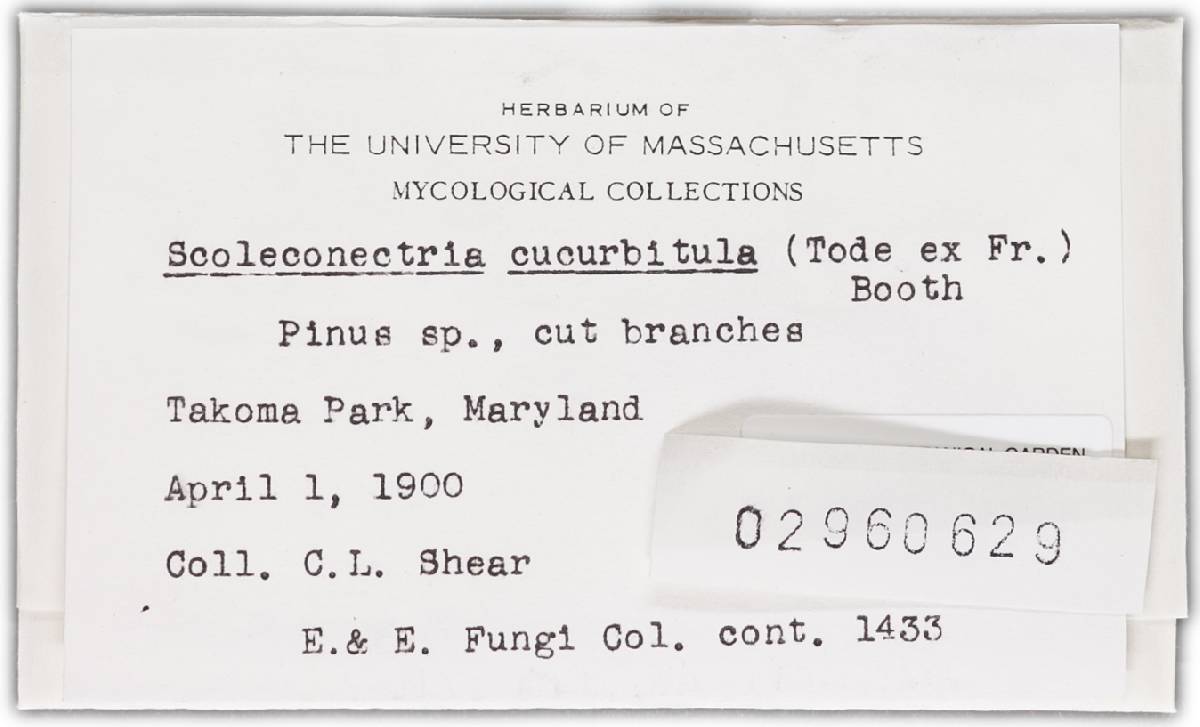 HERBARIUM OF
THE UNIVERSITY OF MASSACHUSETTS
MYCOLOGICAL COLLECTIONS
Scoleconectria cucurbitula (Tode ex Fr.)
Booth
Pinus sp., cut branches
Takoma Park, Maryland
GARDEN
April 1, 1900
02960629
Coll. C.L. Shear
E.& E. Fungi Col. cont. 1433